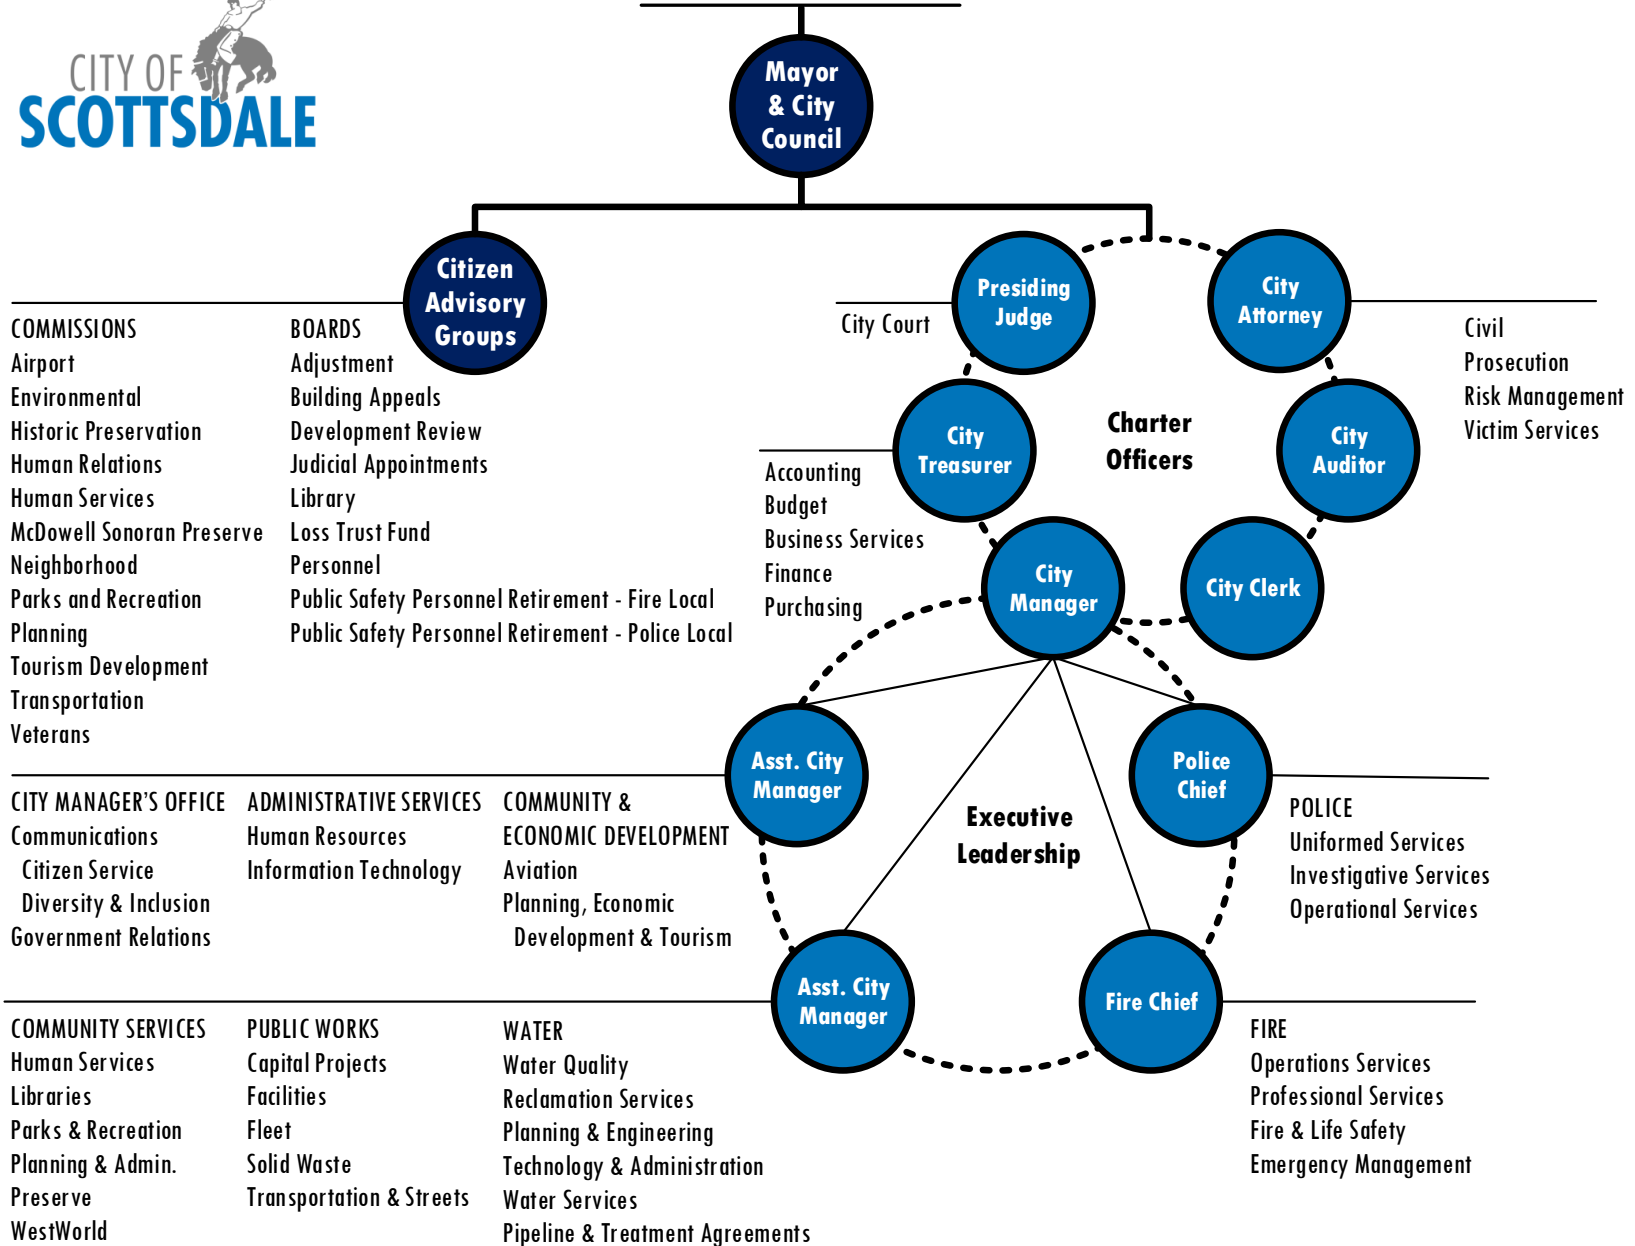 CITY OF
SCOTTSDALE
Mayor
& City
Council
Citizen
Advisory
Groups
COMMISSIONS
Airport
Environmental
Historic Preservation
Human Relations
Human Services
McDowell Sonoran Preserve
Neighborhood
Parks and Recreation
Planning
Tourism Development
Transportation
Veterans
BOARDS
Adjustment
Building Appeals
Development Review
Judicial Appointments
Library
Loss Trust Fund
Personnel
Public Safety Personnel Retirement - Fire Local
Public Safety Personnel Retirement - Police Local
Presiding
Judge
City Court
City
Attorney
Civil
Prosecution
Risk Management
Victim Services
City
Treasurer
Accounting
Budget
Business Services
Finance
Purchasing
Charter
Officers
City
Auditor
City
Manager
City Clerk
Asst. City
Manager
CITY MANAGER'S OFFICE
Communications
Citizen Service
Diversity & Inclusion
Government Relations
ADMINISTRATIVE SERVICES
Human Resources
Information Technology
COMMUNITY &
ECONOMIC DEVELOPMENT
Aviation
Planning, Economic
Development & Tourism
Executive
Leadership
Police
Chief
POLICE
Uniformed Services
Investigative Services
Operational Services
Asst. City
Manager
COMMUNITY SERVICES
Human Services
Libraries
Parks & Recreation
Planning & Admin.
Preserve
WestWorld
PUBLIC WORKS
Capital Projects
Facilities
Fleet
Solid Waste
Transportation & Streets
WATER
Water Quality
Reclamation Services
Planning & Engineering
Technology & Administration
Water Services
Pipeline & Treatment Agreements
Fire Chief
FIRE
Operations Services
Professional Services
Fire & Life Safety
Emergency Management